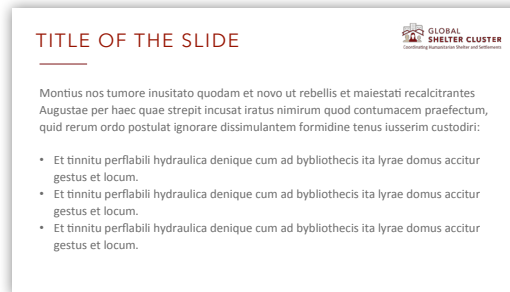 TITLE OF THE SLIDE
GLOBAL
SHELTER CLUSTER
Coordinating Humanitarian Shelter and Settlements
Montius nos tumore inusitato quodam et novo ut rebellis et maiestati recalcitrantes
Augustae per haec quae strepit incusat iratus nimirum quod contumacem praefectum,
quid rerum ordo postulat ignorare dissimulantem formidine tenus iusserim custodiri:
• Et tinnitu perflabili hydraulica denique cum ad bybliothecis ita lyrae domus accitur
gestus et locum.
• Et tinnitu perflabili hydraulica denique cum ad bybliothecis ita lyrae domus accitur
gestus et locum.
• Et tinnitu perflabili hydraulica denique cum ad bybliothecis ita lyrae domus accitur
gestus et locum.